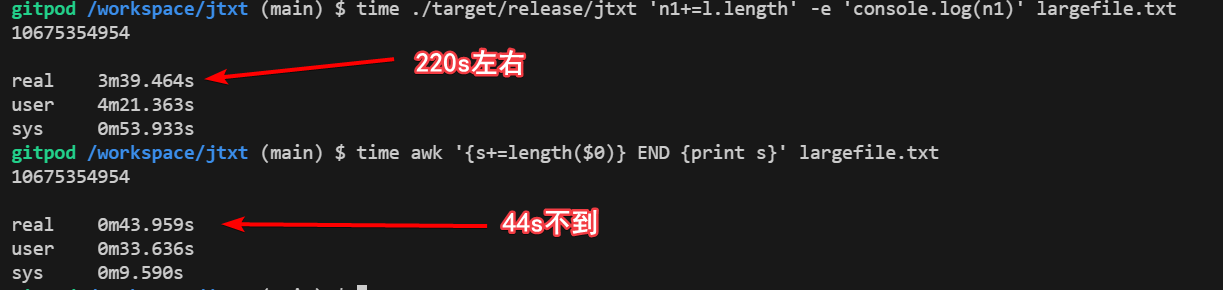 gitpod /workspace/jtxt (main) $ time ./target/release/jtxt 'n1+=l.length' -e 'console.log(n1)' largefile.txt
10675354954
220s左右
real 3m39.464s
user 4m21.363s
sys 0m53.933s
gitpod /workspace/jtxt (main) $ time awk '{s+=length($0)} END {print s}' largefile.txt
10675354954
real 0m43.959s
44s不到
user 0m33.636s
sys 0m9.590s